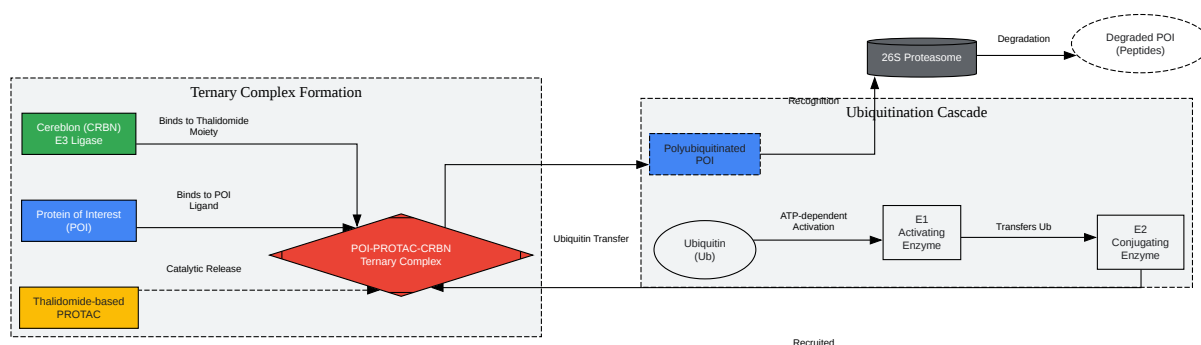 Degraded POI
(Peptides)
Degradation
26S Proteasome
Ternary Complex Formation
Recognition
Ubiquitination Cascade
Cereblon (CRBN)
E3 Ligase
Binds to Thalidomide
Moiety
Polyubiquitinated
POI
Protein of Interest
(POI)
Binds to POI
Ligand
POI-PROTAC-CRBN
Ternary Complex
Ubiquitin Transfer
Ubiquitin
(Ub)
ATP-dependent
Activation
E1
Activating
Enzyme
Transfers Ub
E2
Conjugating
Enzyme
Catalytic Release
Thalidomide-based
PROTAC
Recruited